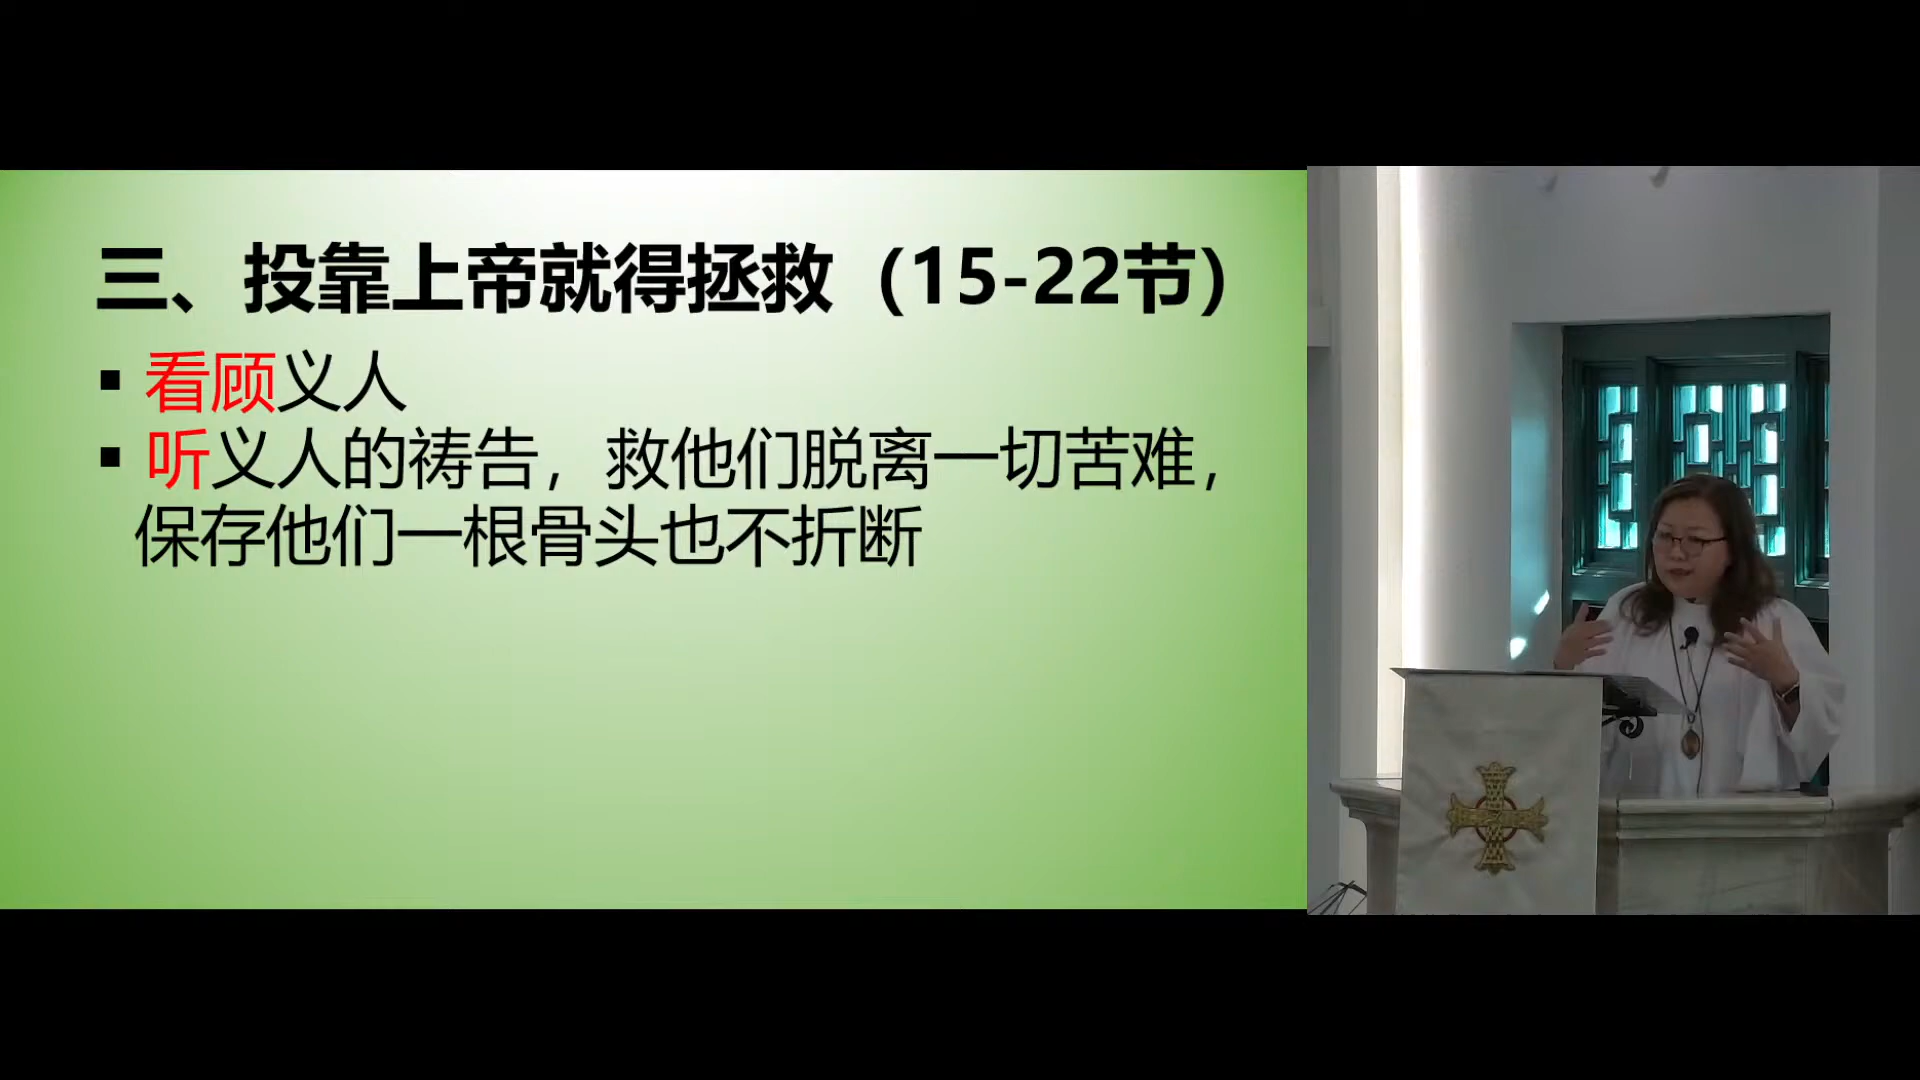 三、投靠上帝就得拯救（15-22节）
▪ 看顾义人
▪ 听义人的祷告，救他们脱离一切苦难，
保存他们一根骨头也不折断